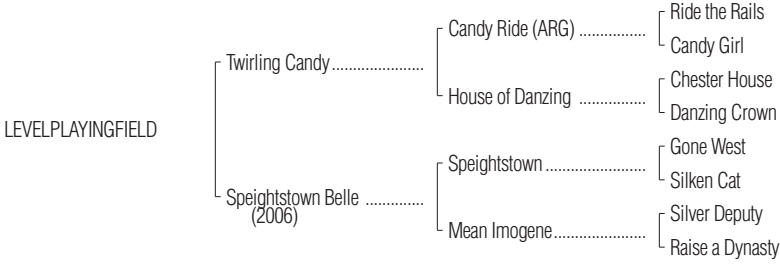 Ride the Rails
Candy Ride (ARG) ................
Candy Girl
Twirling Candy......................
Chester House
House of Danzing ................
Danzing Crown
LEVELPLAYINGFIELD
Gone West
Speightstown ........................
Silken Cat
Speightstown Belle ..............
(2006)
Silver Deputy
Mean Imogene......................
Raise a Dynasty